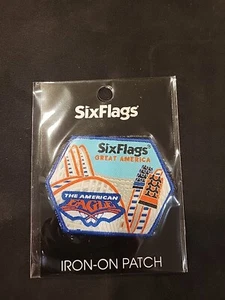 SixFlags
SixFlags
GREAT AMERICA
THE AMERICAN
EAGLE
IRON-ON PATCH